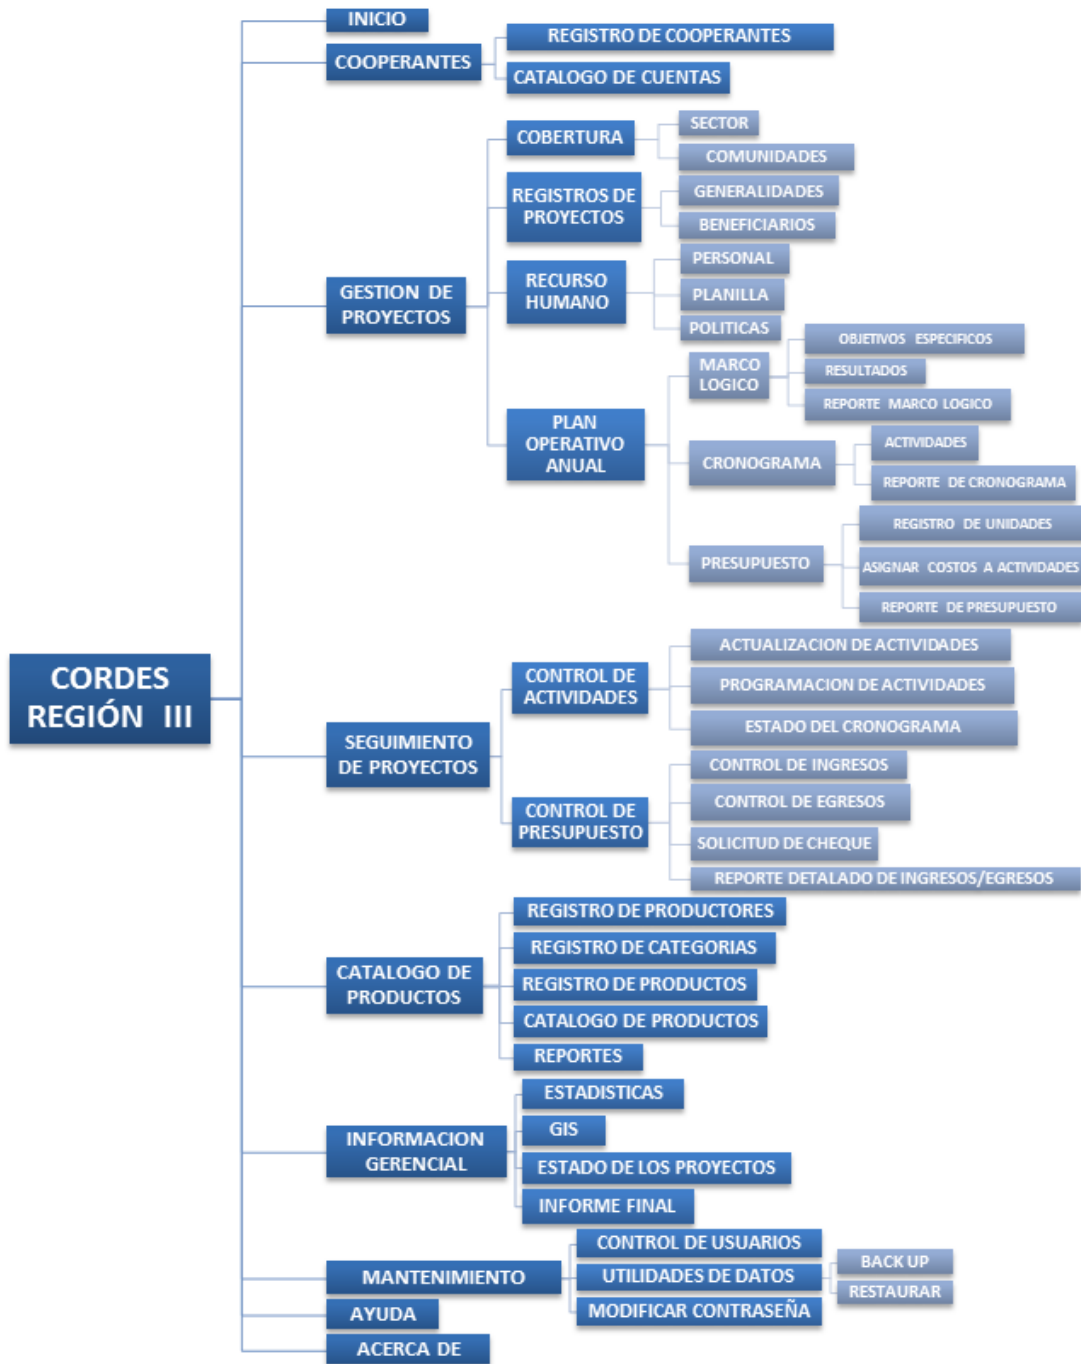 INICIO
COOPERANTES
REGISTRO DE COOPERANTES
CATALOGO DE CUENTAS
COBERTURA
SECTOR
COMUNIDADES
REGISTROS DE
PROYECTOS
GENERALIDADES
BENEFICIARIOS
GESTION DE
PROYECTOS
RECURSO
HUMANO
PERSONAL
PLANILLA
POLITICAS
PLAN
OPERATIVO
ANUAL
MARCO
LOGICO
OBJETIVOS ESPECIFICOS
RESULTADOS
REPORTE MARCO LOGICO
CRONOGRAMA
ACTIVIDADES
REPORTE DE CRONOGRAMA
PRESUPUESTO
REGISTRO DE UNIDADES
ASIGNAR COSTOS A ACTIVIDADES
REPORTE DE PRESUPUESTO
CORDES
REGIÓN III
SEGUIMIENTO
DE PROYECTOS
CONTROL DE
ACTIVIDADES
ACTUALIZACION DE ACTIVIDADES
PROGRAMACION DE ACTIVIDADES
ESTADO DEL CRONOGRAMA
CONTROL DE
PRESUPUESTO
CONTROL DE INGRESOS
CONTROL DE EGRESOS
SOLICITUD DE CHEQUE
REPORTE DETALADO DE INGRESOS/EGRESOS
CATALOGO DE
PRODUCTOS
REGISTRO DE PRODUCTORES
REGISTRO DE CATEGORIAS
REGISTRO DE PRODUCTOS
CATALOGO DE PRODUCTOS
REPORTES
INFORMACION
GERENCIAL
ESTADISTICAS
GIS
ESTADO DE LOS PROYECTOS
INFORME FINAL
MANTENIMIENTO
CONTROL DE USUARIOS
UTILIDADES DE DATOS
BACK UP
RESTAURAR
MODIFICAR CONTRASEÑA
AYUDA
ACERCA DE